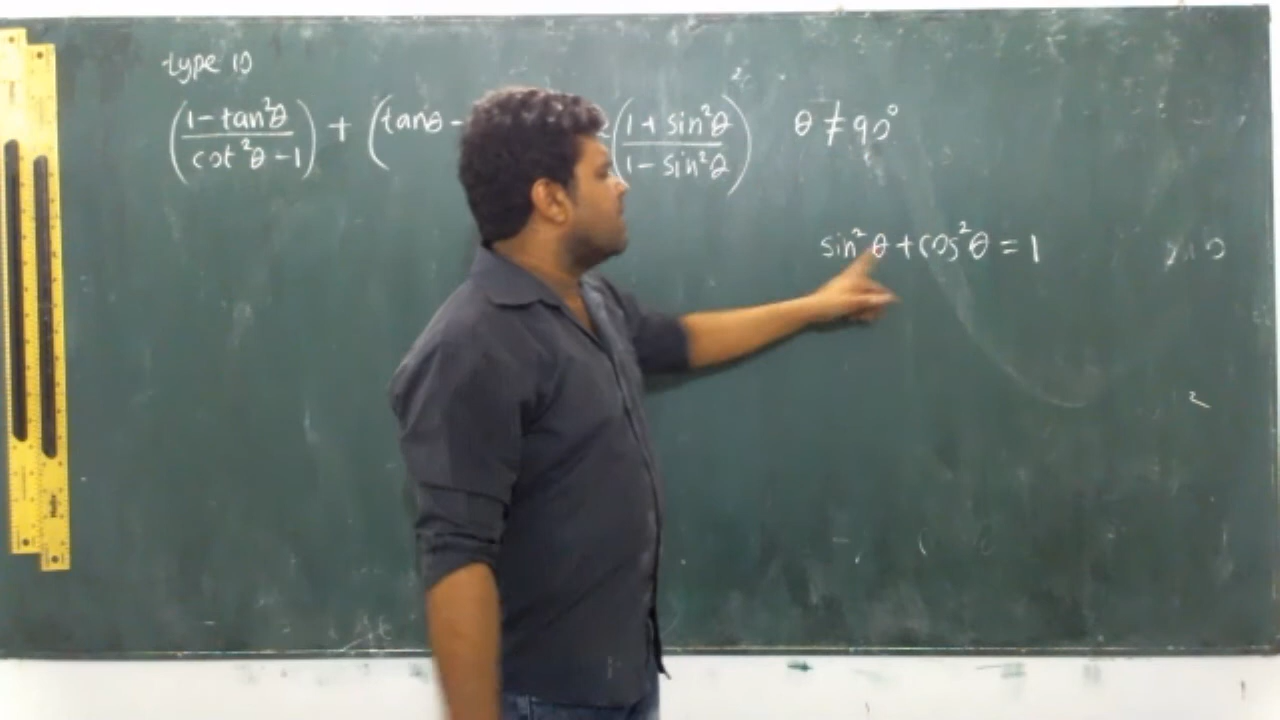 type 10
(1 - tan²θ / cot²θ - 1) + (tanθ - (1 + sin²θ / 1 - sin²θ) θ ≠ 90°
sin²θ + cos²θ = 1